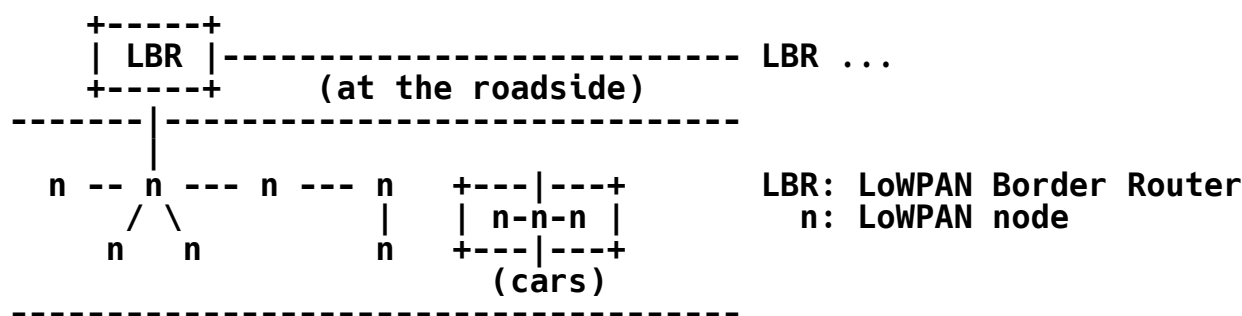 +-----+
| LBR |--------------------------- LBR ...
+-----+ (at the roadside)
-------|------------------------------
|
n -- n --- n --- n +---|---+ LBR: LoWPAN Border Router
/ \ | | n-n-n | n: LoWPAN node
n n n +---|---+
(cars)
--------------------------------------